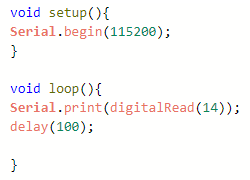 void setup(){
Serial.begin(115200);
}
void loop(){
Serial.print(digitalRead(14));
delay(100);
}